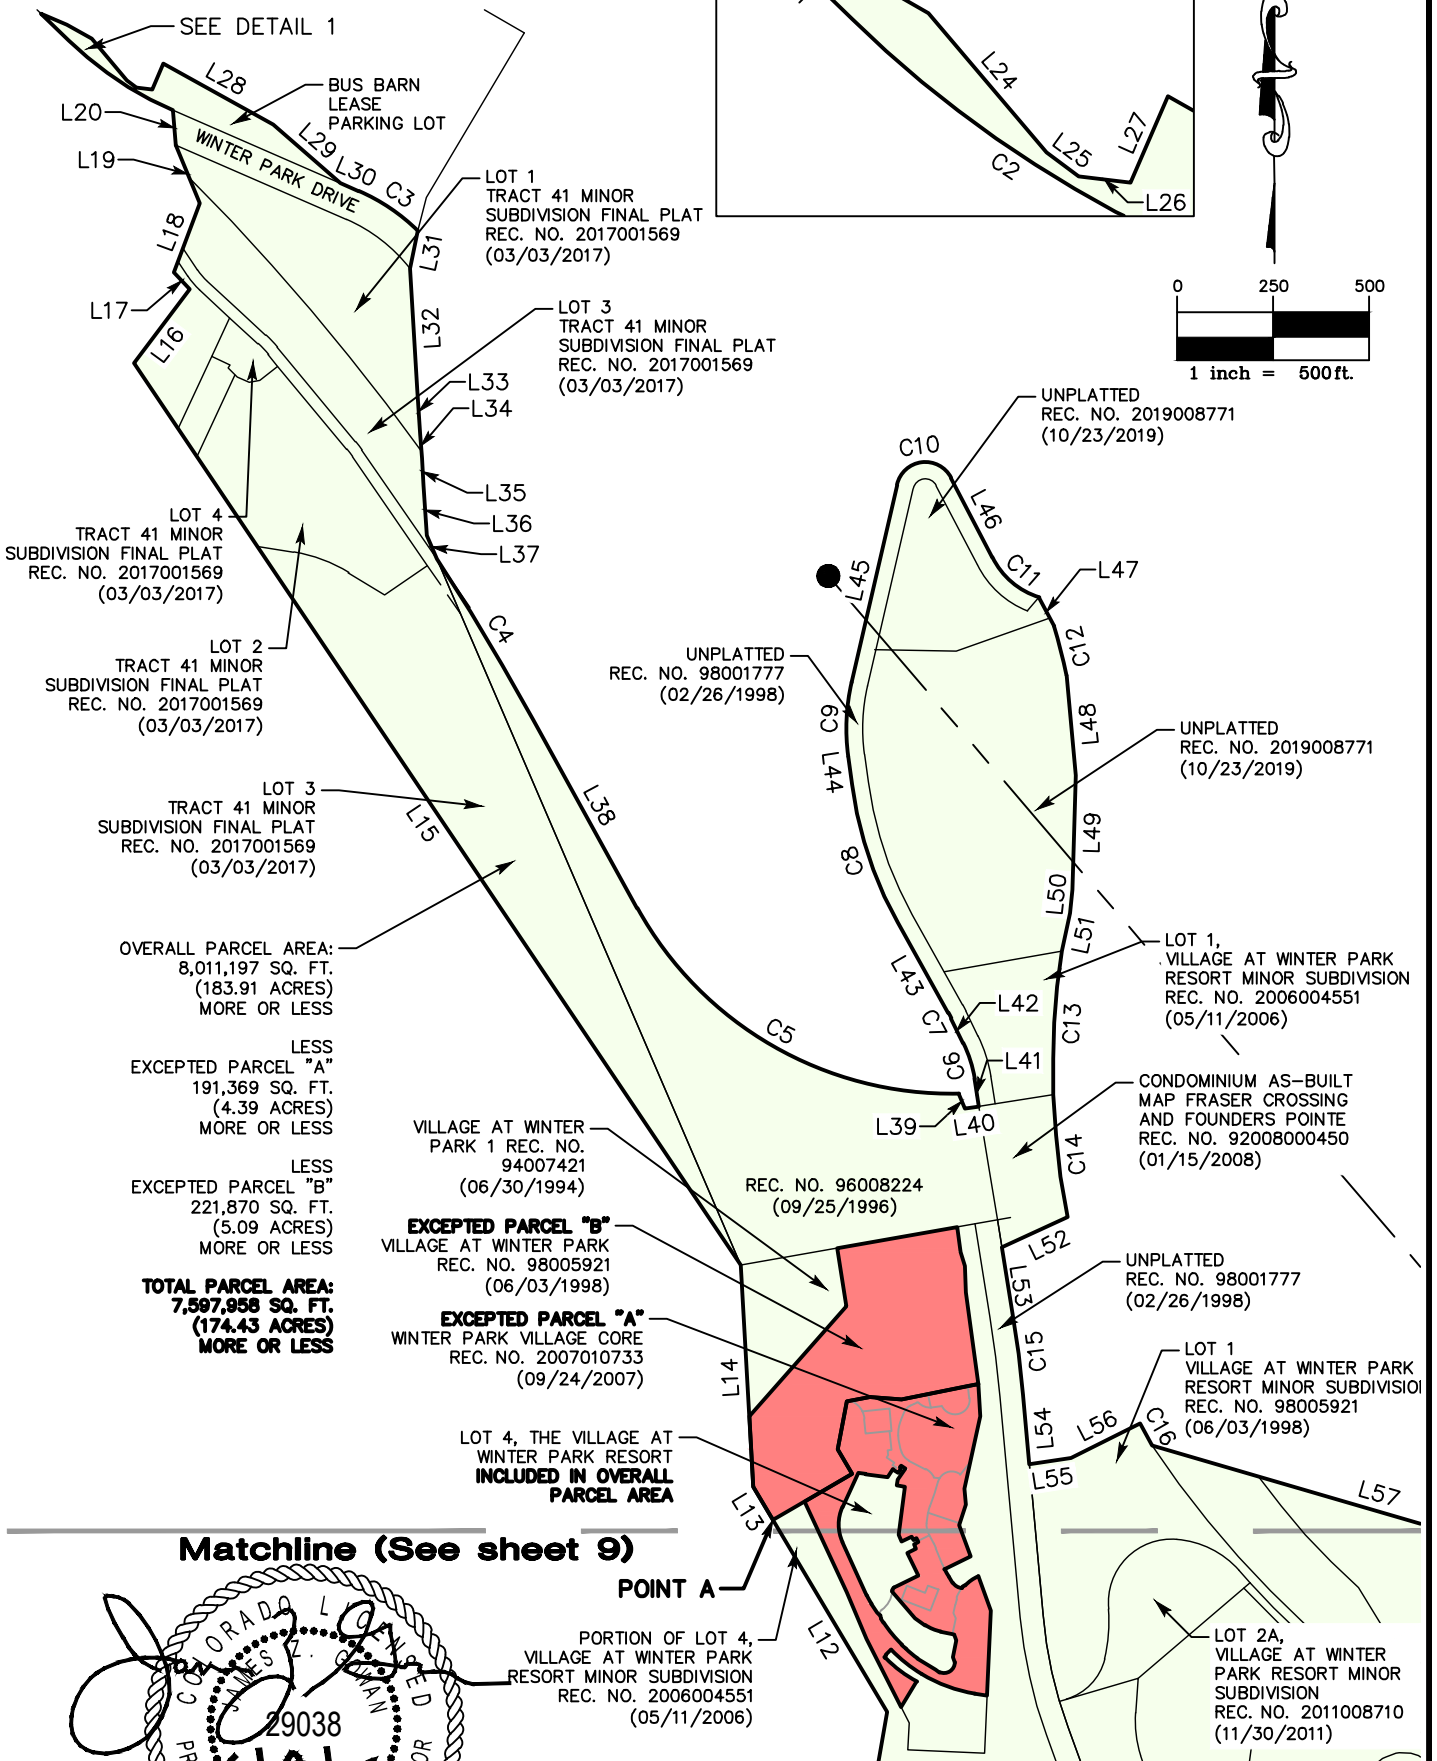 SEE DETAIL 1
L28
BUS BARN
LEASE
PARKING LOT
L20
WINTER PARK DRIVE
L29
L30
C3
L19
LOT 1
TRACT 41 MINOR
SUBDIVISION FINAL PLAT
REC. NO. 2017001569
(03/03/2017)
L18
L31
L17
L32
L16
LOT 3
TRACT 41 MINOR
SUBDIVISION FINAL PLAT
REC. NO. 2017001569
(03/03/2017)
L33
L34
L35
L36
L37
L24
L25
L27
C2
L26
0 250 500
1 inch = 500ft.
UNPLATTED
REC. NO. 2019008771
(10/23/2019)
C10
L46
C11
L47
L45
C12
LOT 4
TRACT 41 MINOR
SUBDIVISION FINAL PLAT
REC. NO. 2017001569
(03/03/2017)
C4
LOT 2
TRACT 41 MINOR
SUBDIVISION FINAL PLAT
REC. NO. 2017001569
(03/03/2017)
UNPLATTED
REC. NO. 98001777
(02/26/1998)
C9
L44
L48
UNPLATTED
REC. NO. 2019008771
(10/23/2019)
LOT 3
TRACT 41 MINOR
SUBDIVISION FINAL PLAT
REC. NO. 2017001569
(03/03/2017)
L15
L38
C8
L49
L50
L51
OVERALL PARCEL AREA:
8,011,197 SQ. FT.
(183.91 ACRES)
MORE OR LESS
LESS
EXCEPTED PARCEL "A"
191,369 SQ. FT.
(4.39 ACRES)
MORE OR LESS
LESS
EXCEPTED PARCEL "B"
221,870 SQ. FT.
(5.09 ACRES)
MORE OR LESS
TOTAL PARCEL AREA:
7,597,958 SQ. FT.
(174.43 ACRES)
MORE OR LESS
LOT 1,
VILLAGE AT WINTER PARK
RESORT MINOR SUBDIVISION
REC. NO. 2006004551
(05/11/2006)
L43
L42
C7
C13
C5
C6
L41
L39
L40
CONDOMINIUM AS-BUILT
MAP FRASER CROSSING
AND FOUNDERS POINTE
REC. NO. 92008000450
(01/15/2008)
C14
VILLAGE AT WINTER
PARK 1 REC. NO.
94007421
(06/30/1994)
REC. NO. 96008224
(09/25/1996)
EXCEPTED PARCEL "B"
VILLAGE AT WINTER PARK
REC. NO. 98005921
(06/03/1998)
L52
L53
UNPLATTED
REC. NO. 98001777
(02/26/1998)
EXCEPTED PARCEL "A"
WINTER PARK VILLAGE CORE
REC. NO. 2007010733
(09/24/2007)
L14
C15
LOT 1
VILLAGE AT WINTER PARK
RESORT MINOR SUBDIVISIO
REC. NO. 98005921
(06/03/1998)
L54
L56
C16
L55
L57
LOT 4, THE VILLAGE AT
WINTER PARK RESORT
INCLUDED IN OVERALL
PARCEL AREA
L13
Matchline (See sheet 9)
POINT A
L12
PORTION OF LOT 4,
VILLAGE AT WINTER PARK
RESORT MINOR SUBDIVISION
REC. NO. 2006004551
(05/11/2006)
LOT 2A,
VILLAGE AT WINTER
PARK RESORT MINOR
SUBDIVISION
REC. NO. 2011008710
(11/30/2011)
COLORADO LICENSED
JAMES Z.
29038